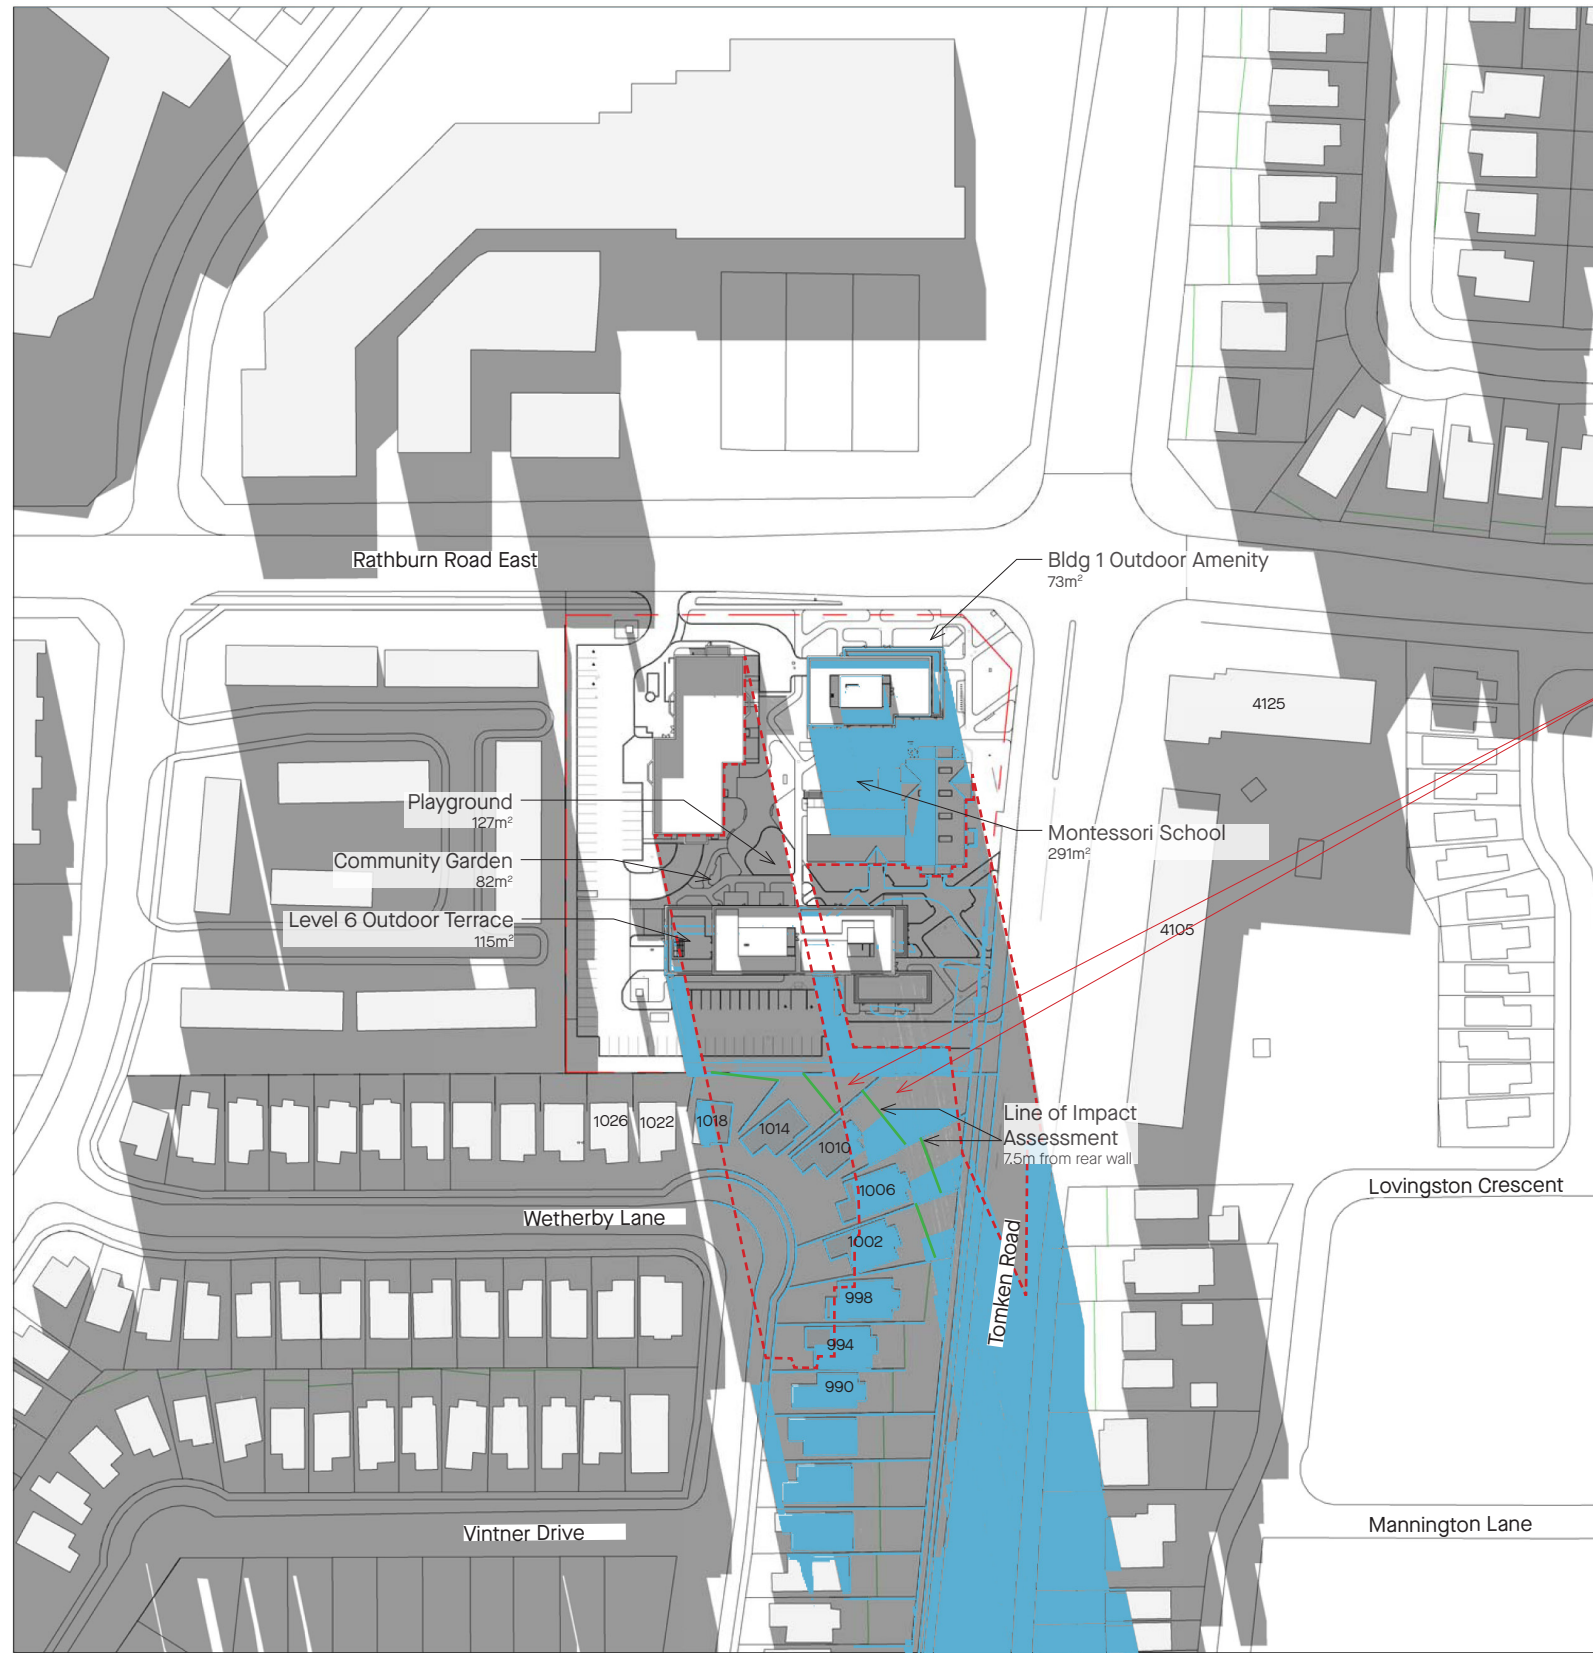 Rathburn Road East
Bldg 1 Outdoor Amenity
73m²
4125
Playground
127m²
Montessori School
291m²
Community Garden
82m²
Level 6 Outdoor Terrace
115m²
4105
Line of Impact
Assessment
7.5m from rear wall
1026
1022
1018
1014
1010
1006
1002
998
994
990
Wetherby Lane
Tomken Road
Lovingston Crescent
Vintner Drive
Mannington Lane